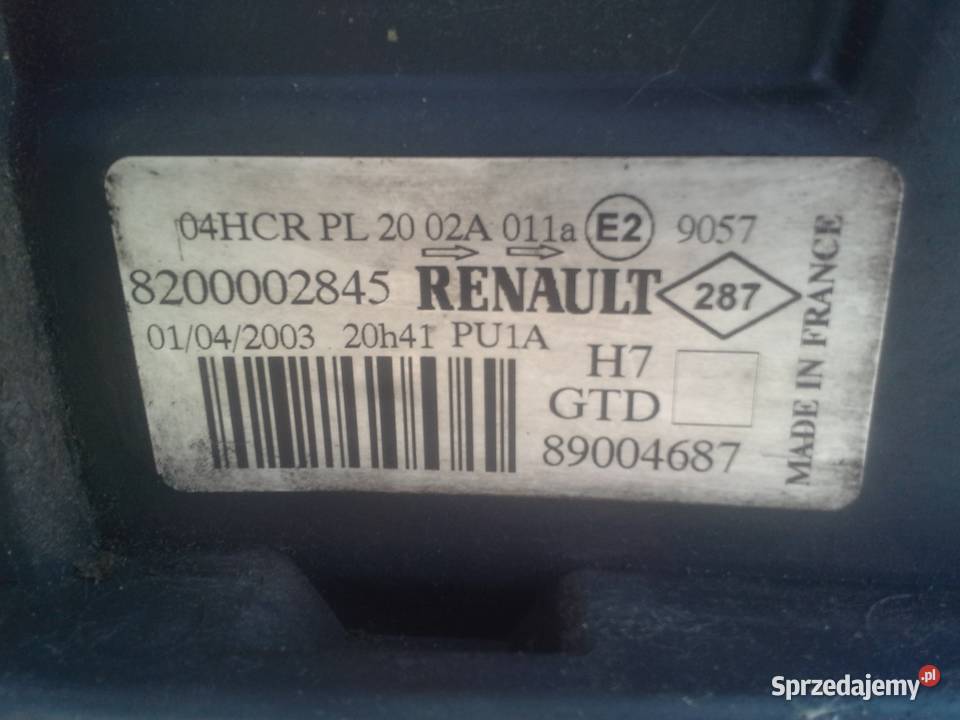 04HCR PL 20 02A 011a E2 9057
8200002845 RENAULT 287
01/04/2003 20h41 PU1A
H7
GTD
89004687
MADE IN FRANCE
Sprzedajemy.pl